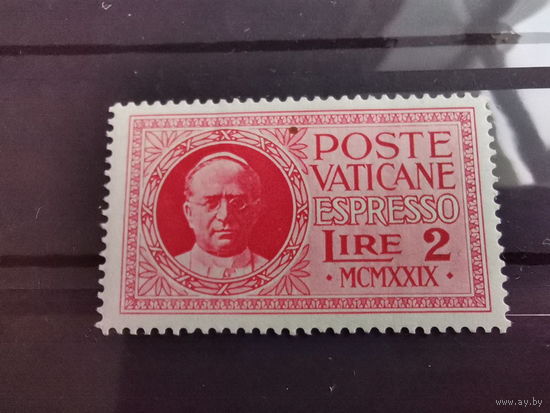 POSTE
VATICANE
ESPRESSO
LIRE 2
· MCMXXIX ·
www.ay.by